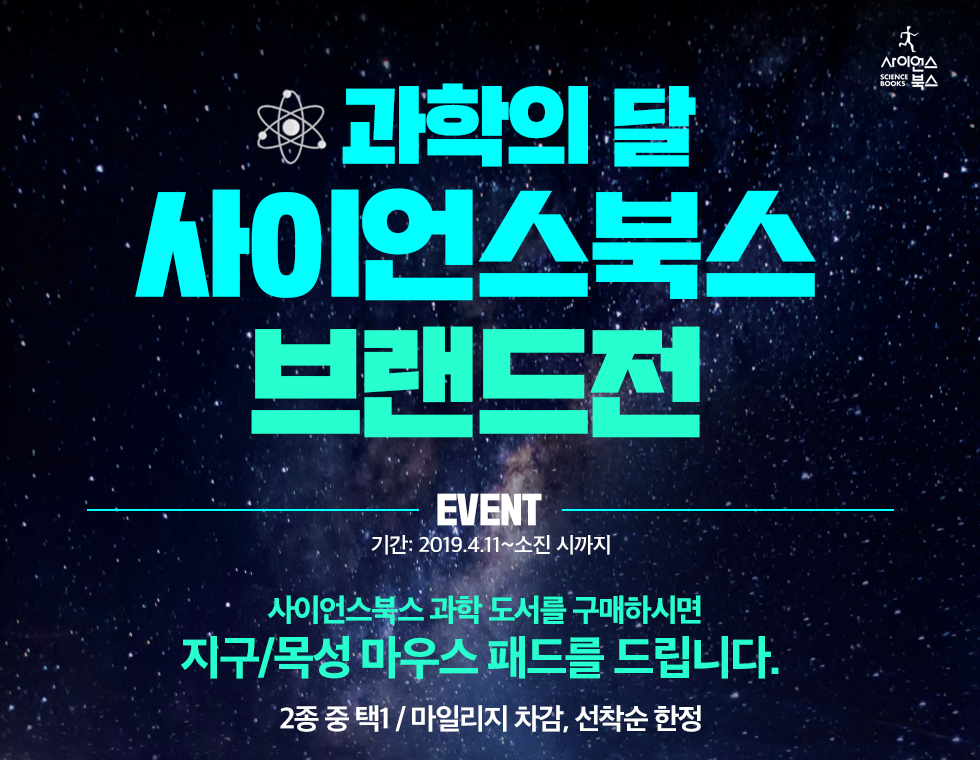 사이언스
SCIENCE
BOOKS
북스
과학의 달
사이언스북스
브랜드전
EVENT
기간: 2019.4.11~소진 시까지
사이언스북스 과학 도서를 구매하시면
지구/목성 마우스 패드를 드립니다.
2종 중 택1 / 마일리지 차감, 선착순 한정